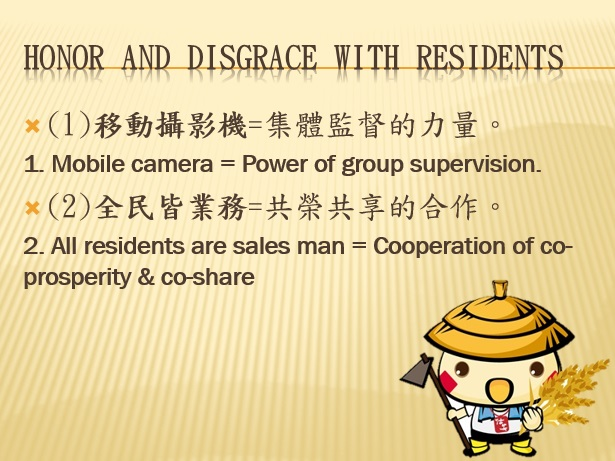 HONOR AND DISGRACE WITH RESIDENTS
(1)移動攝影機=集體監督的力量。
1. Mobile camera = Power of group supervision.
(2)全民皆業務=共榮共享的合作。
2. All residents are sales man = Cooperation of co-
prosperity & co-share